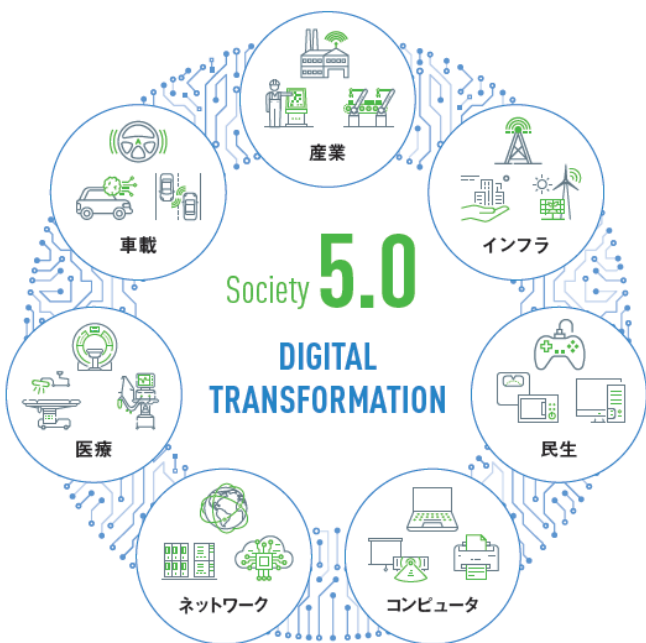 産業
車載
インフラ
Society 5.0
DIGITAL
TRANSFORMATION
医療
民生
ネットワーク
コンピュータ